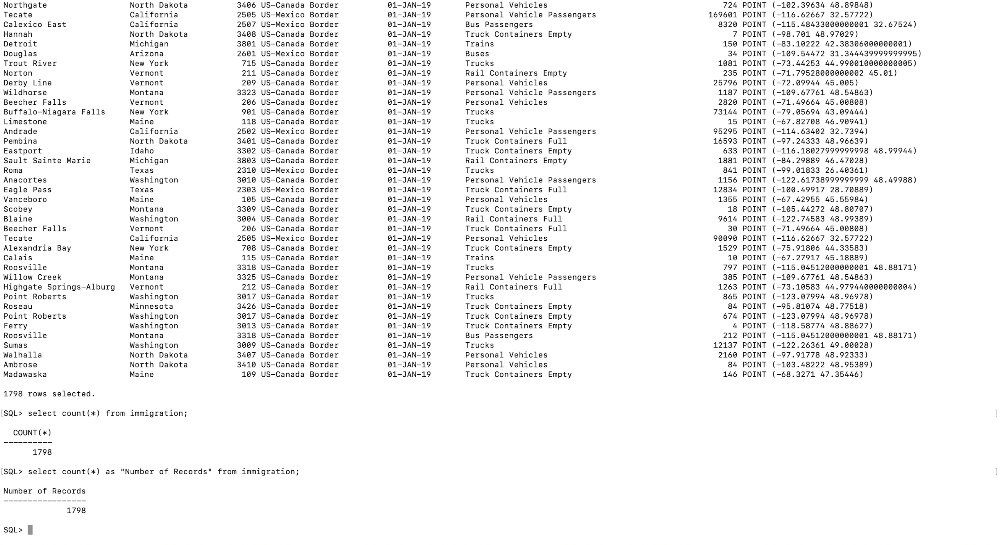 Northgate North Dakota 3406 US-Canada Border 01-JAN-19 Personal Vehicles 724 POINT (-102.39634 48.89848)
Tecate California 2505 US-Mexico Border 01-JAN-19 Personal Vehicle Passengers 169601 POINT (-116.62667 32.57722)
Calexico East California 2507 US-Mexico Border 01-JAN-19 Bus Passengers 8320 POINT (-115.48433000000001 32.67524)
Hannah North Dakota 3408 US-Canada Border 01-JAN-19 Truck Containers Empty 7 POINT (-98.701 48.97029)
Detroit Michigan 3801 US-Canada Border 01-JAN-19 Trains 150 POINT (-83.10222 42.38306000000001)
Douglas Arizona 2601 US-Mexico Border 01-JAN-19 Buses 34 POINT (-109.54472 31.344439999999995)
Trout River New York 715 US-Canada Border 01-JAN-19 Trucks 1081 POINT (-73.44253 44.990010000000005)
Norton Vermont 211 US-Canada Border 01-JAN-19 Rail Containers Empty 235 POINT (-71.79528000000002 45.01)
Derby Line Vermont 209 US-Canada Border 01-JAN-19 Personal Vehicles 25796 POINT (-72.09944 45.005)
Wildhorse Montana 3323 US-Canada Border 01-JAN-19 Personal Vehicle Passengers 1187 POINT (-109.67761 48.54863)
Beecher Falls Vermont 206 US-Canada Border 01-JAN-19 Personal Vehicles 2820 POINT (-71.49664 45.00808)
Buffalo-Niagara Falls New York 901 US-Canada Border 01-JAN-19 Trucks 73144 POINT (-79.05694 43.09444)
Limestone Maine 118 US-Canada Border 01-JAN-19 Trucks 15 POINT (-67.82708 46.90941)
Andrade California 2502 US-Mexico Border 01-JAN-19 Personal Vehicle Passengers 95295 POINT (-114.63402 32.7394)
Pembina North Dakota 3401 US-Canada Border 01-JAN-19 Truck Containers Full 16593 POINT (-97.24333 48.96639)
Eastport Idaho 3302 US-Canada Border 01-JAN-19 Truck Containers Empty 633 POINT (-116.18027999999998 48.99944)
Sault Sainte Marie Michigan 3803 US-Canada Border 01-JAN-19 Rail Containers Empty 1881 POINT (-84.29889 46.47028)
Roma Texas 2310 US-Mexico Border 01-JAN-19 Trucks 841 POINT (-99.01833 26.40361)
Anacortes Washington 3010 US-Canada Border 01-JAN-19 Personal Vehicle Passengers 1156 POINT (-122.61738999999999 48.49988)
Eagle Pass Texas 2303 US-Mexico Border 01-JAN-19 Truck Containers Full 12834 POINT (-100.49917 28.70889)
Vanceboro Maine 105 US-Canada Border 01-JAN-19 Personal Vehicles 1355 POINT (-67.42955 45.55984)
Scobey Montana 3309 US-Canada Border 01-JAN-19 Truck Containers Empty 18 POINT (-105.44272 48.80707)
Blaine Washington 3004 US-Canada Border 01-JAN-19 Rail Containers Full 9614 POINT (-122.74583 48.99389)
Beecher Falls Vermont 206 US-Canada Border 01-JAN-19 Truck Containers Full 30 POINT (-71.49664 45.00808)
Tecate California 2505 US-Mexico Border 01-JAN-19 Personal Vehicles 90090 POINT (-116.62667 32.57722)
Alexandria Bay New York 708 US-Canada Border 01-JAN-19 Truck Containers Empty 1529 POINT (-75.91806 44.33583)
Calais Maine 115 US-Canada Border 01-JAN-19 Trains 10 POINT (-67.27917 45.18889)
Roosville Montana 3318 US-Canada Border 01-JAN-19 Trucks 797 POINT (-115.04512000000001 48.88171)
Willow Creek Montana 3325 US-Canada Border 01-JAN-19 Personal Vehicle Passengers 385 POINT (-109.67761 48.54863)
Highgate Springs-Alburg Vermont 212 US-Canada Border 01-JAN-19 Rail Containers Full 1263 POINT (-73.10583 44.979440000000004)
Point Roberts Washington 3017 US-Canada Border 01-JAN-19 Trucks 865 POINT (-123.07994 48.96978)
Roseau Minnesota 3426 US-Canada Border 01-JAN-19 Truck Containers Empty 84 POINT (-95.81074 48.77518)
Point Roberts Washington 3017 US-Canada Border 01-JAN-19 Truck Containers Empty 674 POINT (-123.07994 48.96978)
Ferry Washington 3013 US-Canada Border 01-JAN-19 Truck Containers Empty 4 POINT (-118.58774 48.88627)
Roosville Montana 3318 US-Canada Border 01-JAN-19 Bus Passengers 212 POINT (-115.04512000000001 48.88171)
Sumas Washington 3009 US-Canada Border 01-JAN-19 Trucks 12137 POINT (-122.26361 49.00028)
Walhalla North Dakota 3407 US-Canada Border 01-JAN-19 Personal Vehicles 2160 POINT (-97.91778 48.92333)
Ambrose North Dakota 3410 US-Canada Border 01-JAN-19 Personal Vehicles 84 POINT (-103.48222 48.95389)
Madawaska Maine 109 US-Canada Border 01-JAN-19 Truck Containers Empty 146 POINT (-68.3271 47.35446)
1798 rows selected.
[SQL> select count(*) from immigration; ]
COUNT(*)
----------
1798
[SQL> select count(*) as "Number of Records" from immigration; ]
Number of Records
-----------------
1798
SQL>